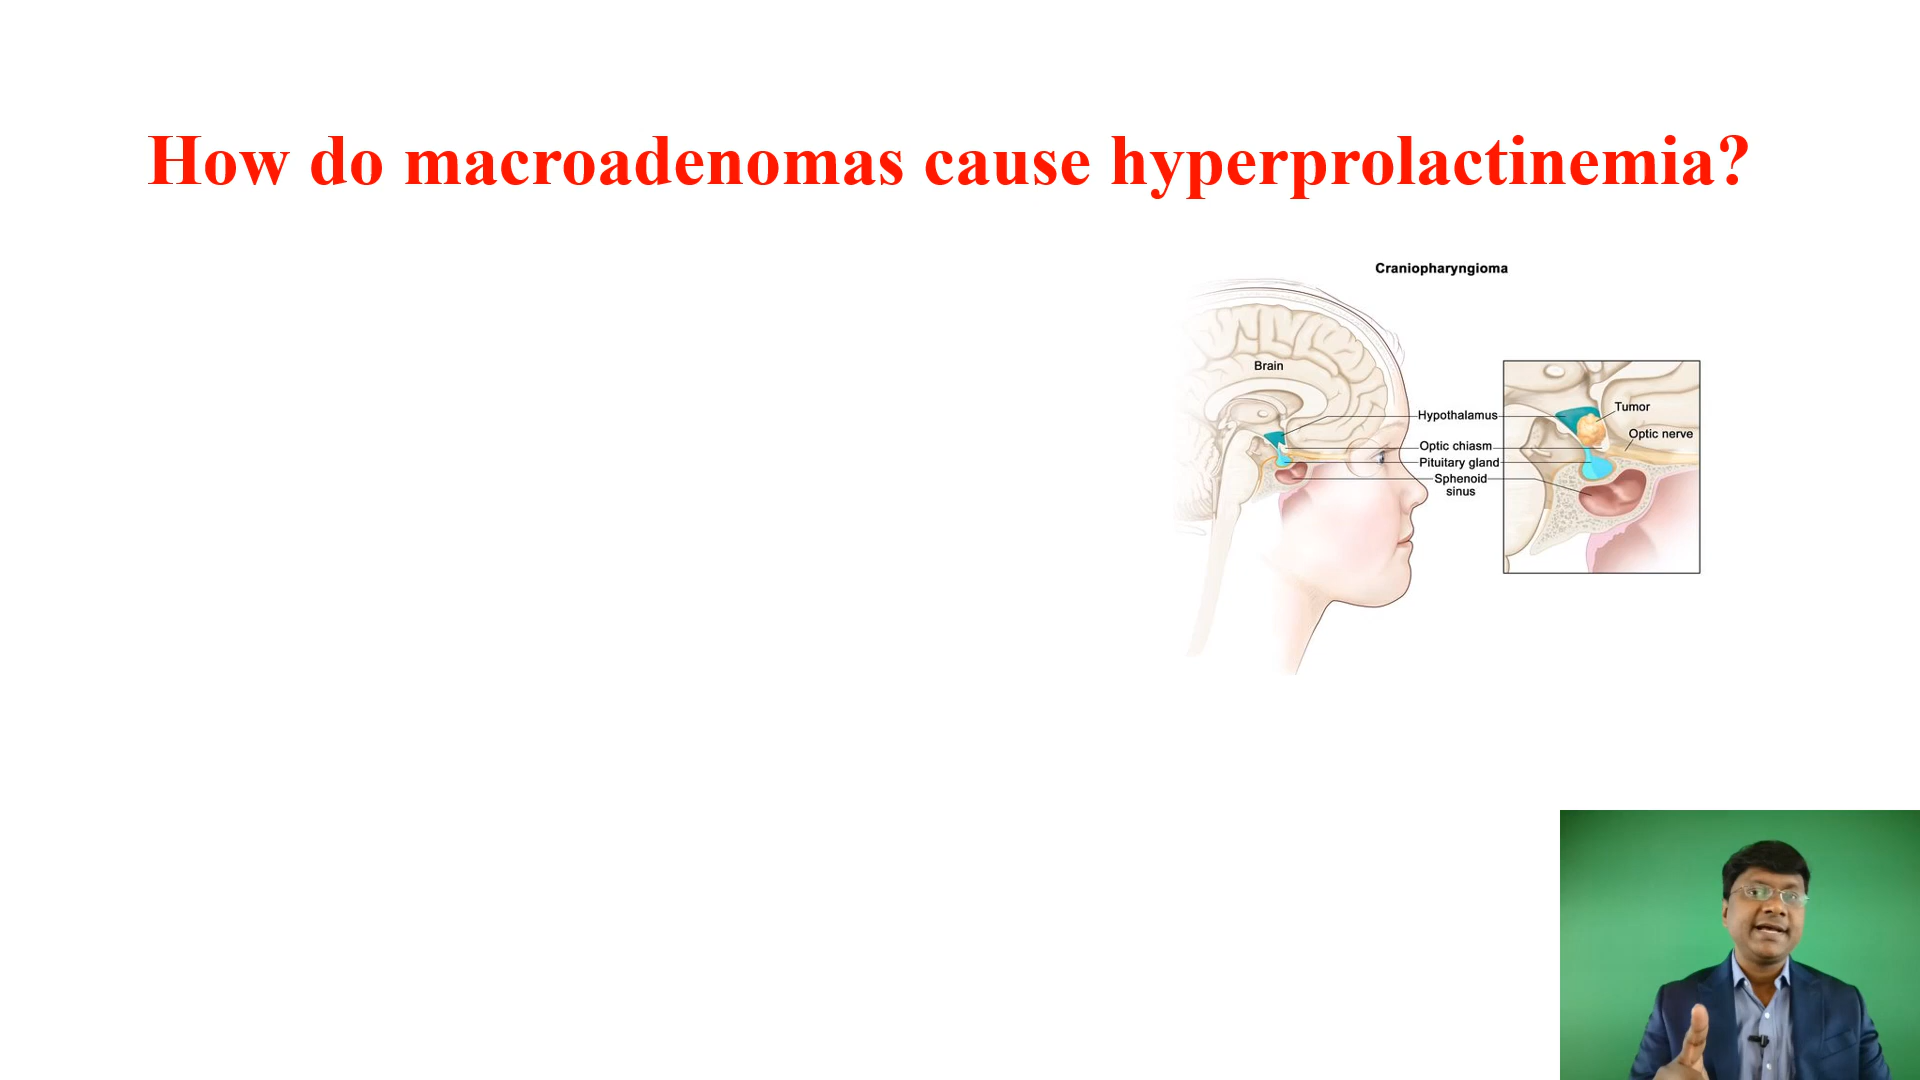 How do macroadenomas cause hyperprolactinemia?
Craniopharyngioma
Brain
Hypothalamus
Optic chiasm
Pituitary gland
Sphenoid
sinus
Tumor
Optic nerve